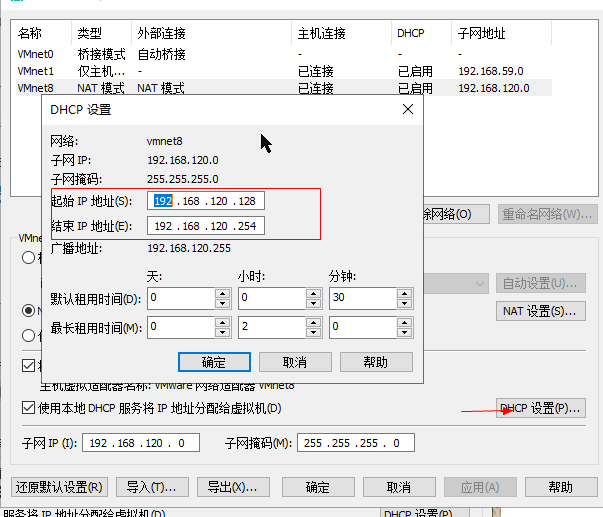 名称 类型 外部连接 主机连接 DHCP 子网地址
VMnet0 桥接模式 自动桥接 - - -
VMnet1 仅主机... - 已连接 已启用 192.168.59.0
VMnet8 NAT 模式 NAT 模式 已连接 已启用 192.168.120.0
DHCP 设置
网络: vmnet8
子网 IP: 192.168.120.0
子网掩码: 255.255.255.0
起始 IP 地址(S): 192 .168 .120 .128
结束 IP 地址(E): 192 .168 .120 .254
广播地址: 192.168.120.255
天: 小时: 分钟:
默认租用时间(D): 0 0 30
最长租用时间(M): 0 2 0
确定 取消 帮助
除网络(O) 重命名网络(W)...
VMne
自动设置(U)...
NAT 设置(S)...
主机虚拟适配器名称: VMware 网络适配器 VMnet8
使用本地 DHCP 服务将 IP 地址分配给虚拟机(D) DHCP 设置(P)...
子网 IP (I): 192 .168 .120 . 0 子网掩码(M): 255 .255 .255 . 0
还原默认设置(R) 导入(T)... 导出(X)... 确定 取消 应用(A) 帮助
服务将 IP 地址分配给虚拟机(D) DHCP 设置(P)...